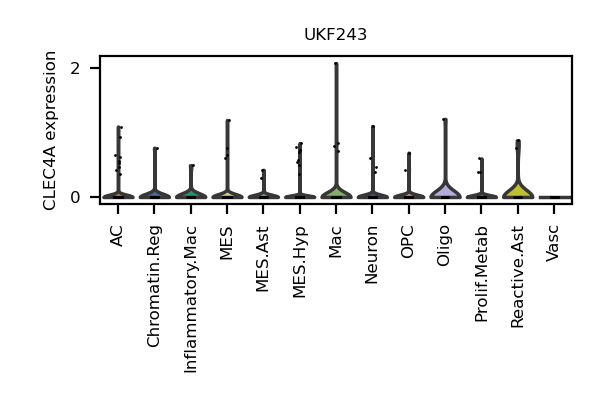 UKF243
CLEC4A expression
2
0
AC
Chromatin.Reg
Inflammatory.Mac
MES
MES.Ast
MES.Hyp
Mac
Neuron
OPC
Oligo
Prolif.Metab
Reactive.Ast
Vasc